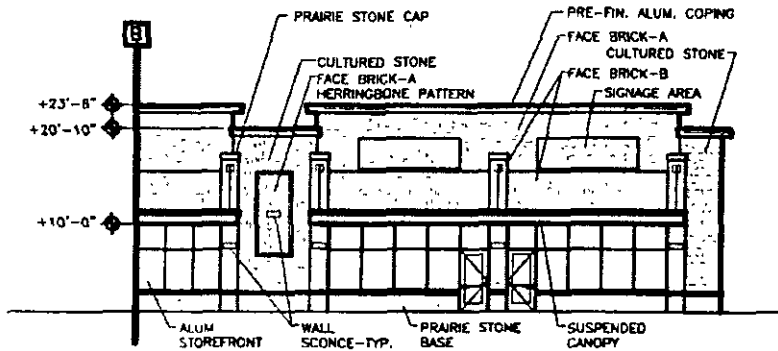 PRAIRIE STONE CAP
PRE-FIN. ALUM. COPING
B
FACE BRICK-A
CULTURED STONE
CULTURED STONE
FACE BRICK-A
HERRINGBONE PATTERN
FACE BRICK-B
SIGNAGE AREA
+23'-8"
+20'-10"
+10'-0"
ALUM
STOREFRONT
WALL
SCONCE-TYP.
PRAIRIE STONE
BASE
SUSPENDED
CANOPY